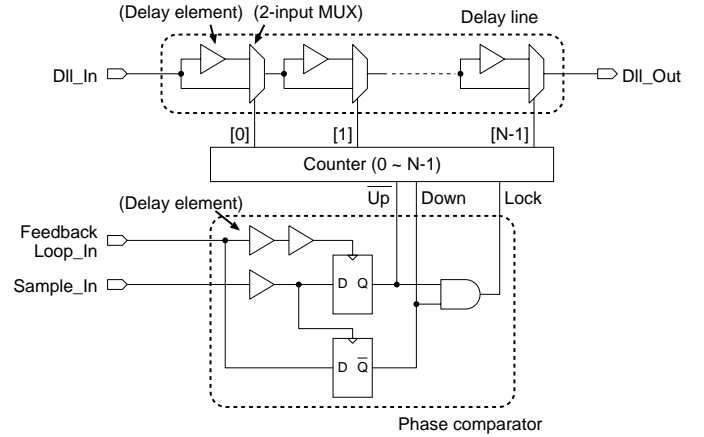 (Delay element) (2-input MUX) Delay line
Dll_In Dll_Out
[0] [1] [N-1]
Counter (0 ~ N-1)
U̅p̅ Down Lock
(Delay element)
Feedback
Loop_In
Sample_In
D Q
D Q̅
Phase comparator